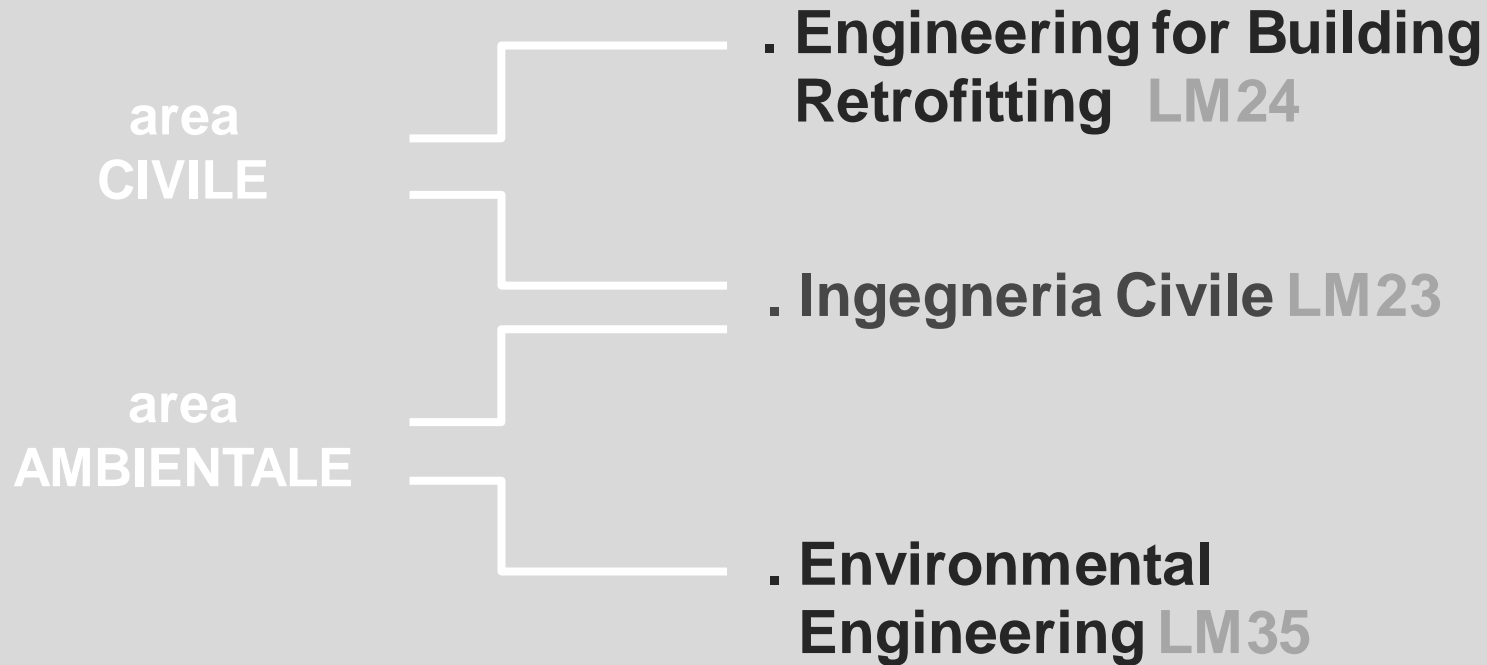 . Engineering for Building
Retrofitting LM24
area
CIVILE
. Ingegneria Civile LM23
area
AMBIENTALE
. Environmental
Engineering LM35